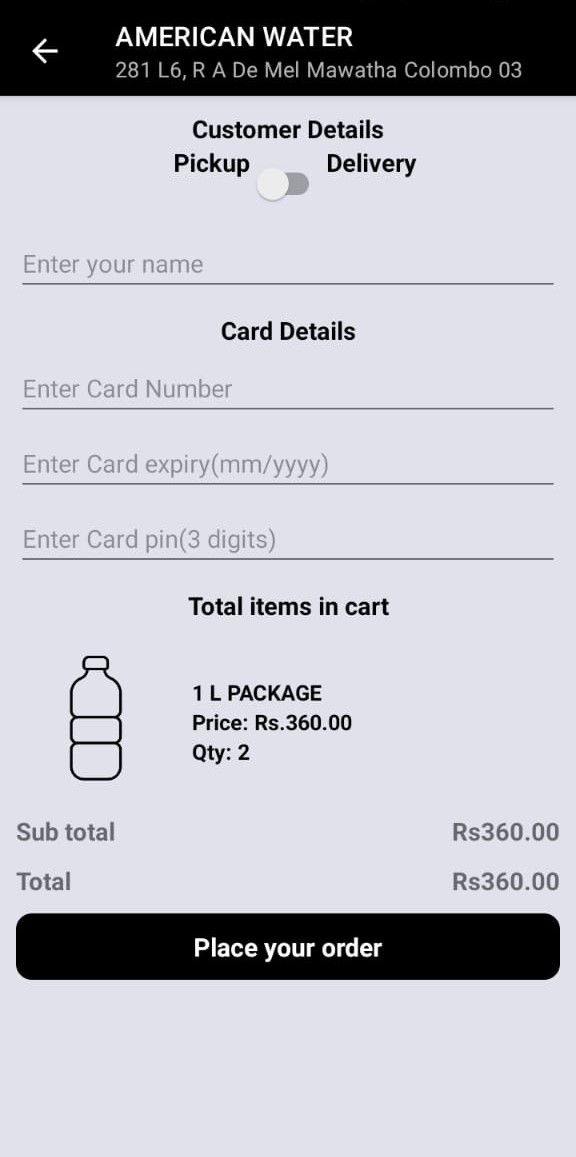 AMERICAN WATER
281 L6, R A De Mel Mawatha Colombo 03
Customer Details
Pickup Delivery
Enter your name
Card Details
Enter Card Number
Enter Card expiry(mm/yyyy)
Enter Card pin(3 digits)
Total items in cart
1 L PACKAGE
Price: Rs.360.00
Qty: 2
Sub total Rs360.00
Total Rs360.00
Place your order